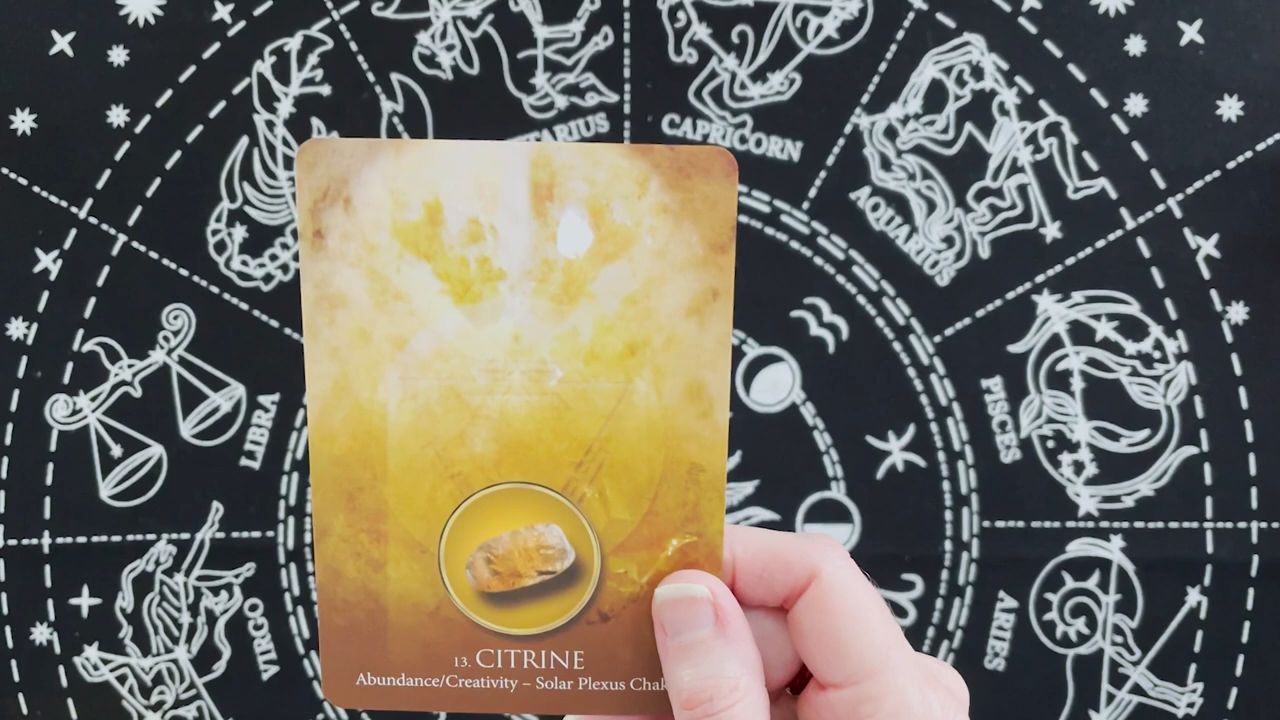 CAPRICORN
AQUARIUS
PISCES
LIBRA
VIRGO
ARIES
13. CITRINE
Abundance/Creativity – Solar Plexus